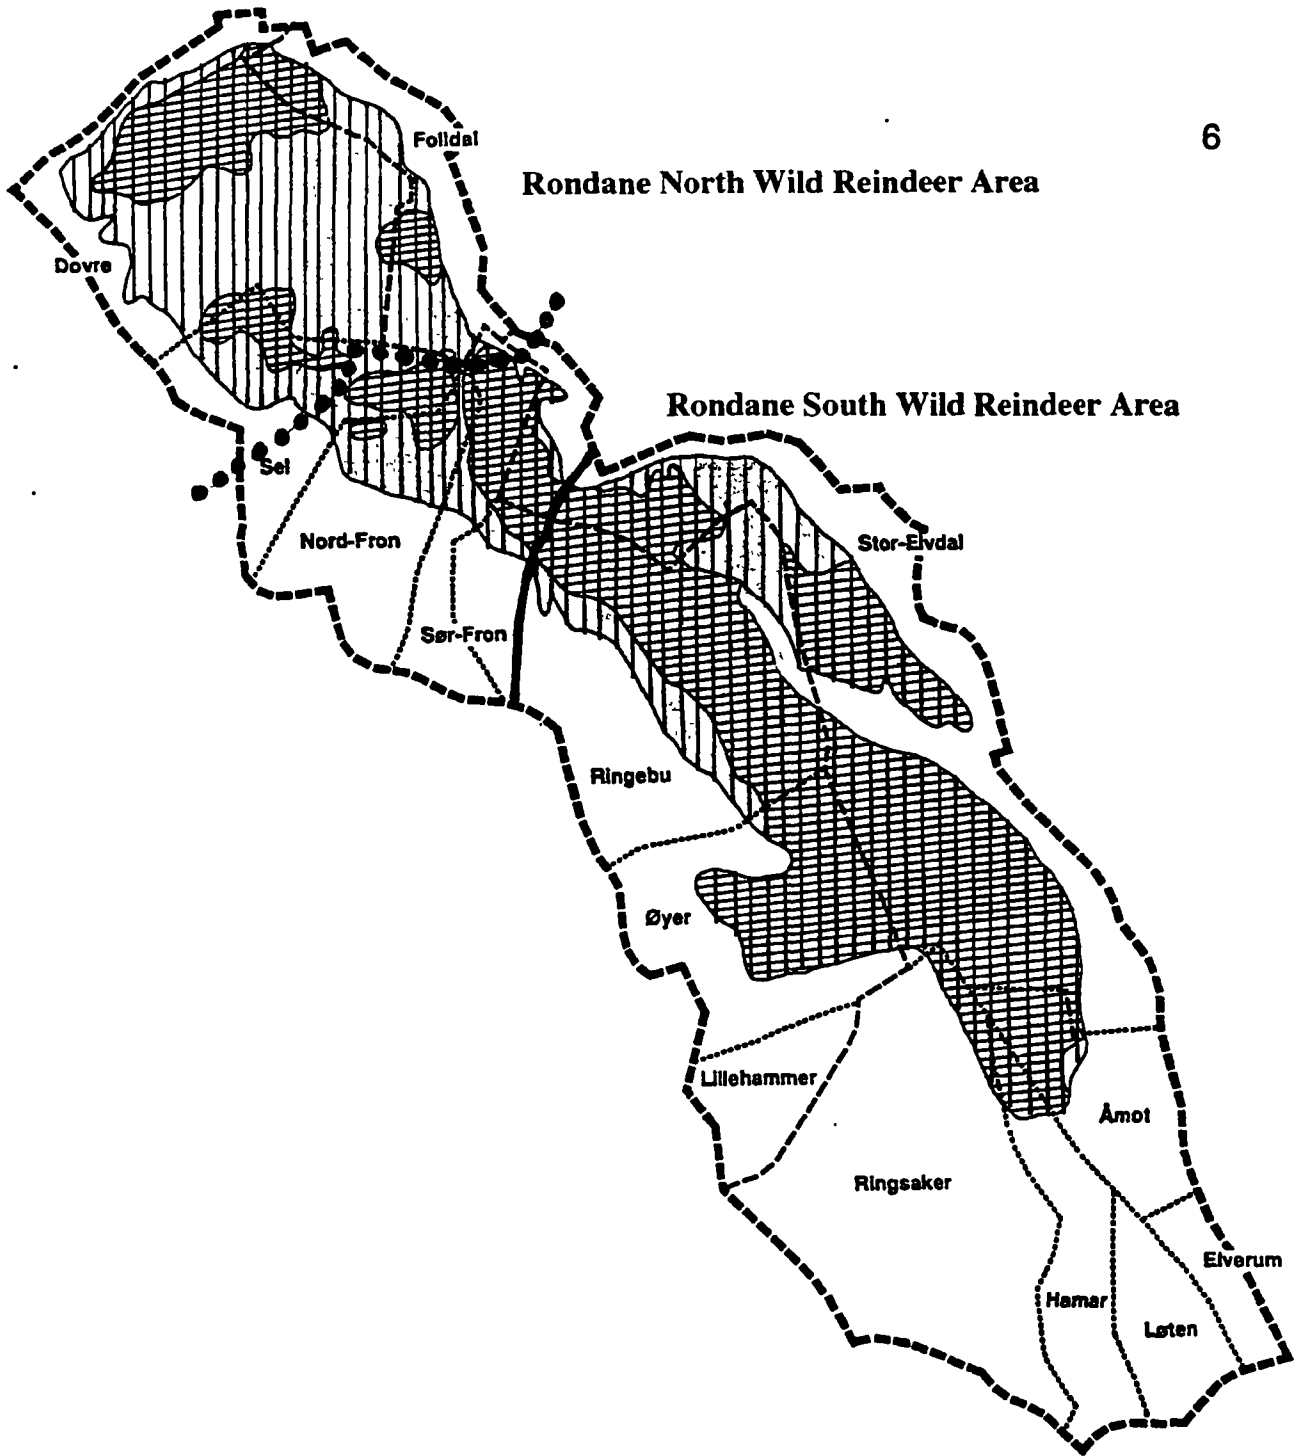 6
Folldal
Rondane North Wild Reindeer Area
Dovre
Rondane South Wild Reindeer Area
Sel
Nord-Fron
Stor-Elvdal
Sør-Fron
Ringebu
Øyer
Lillehammer
Åmot
Ringsaker
Elverum
Hamar
Løten